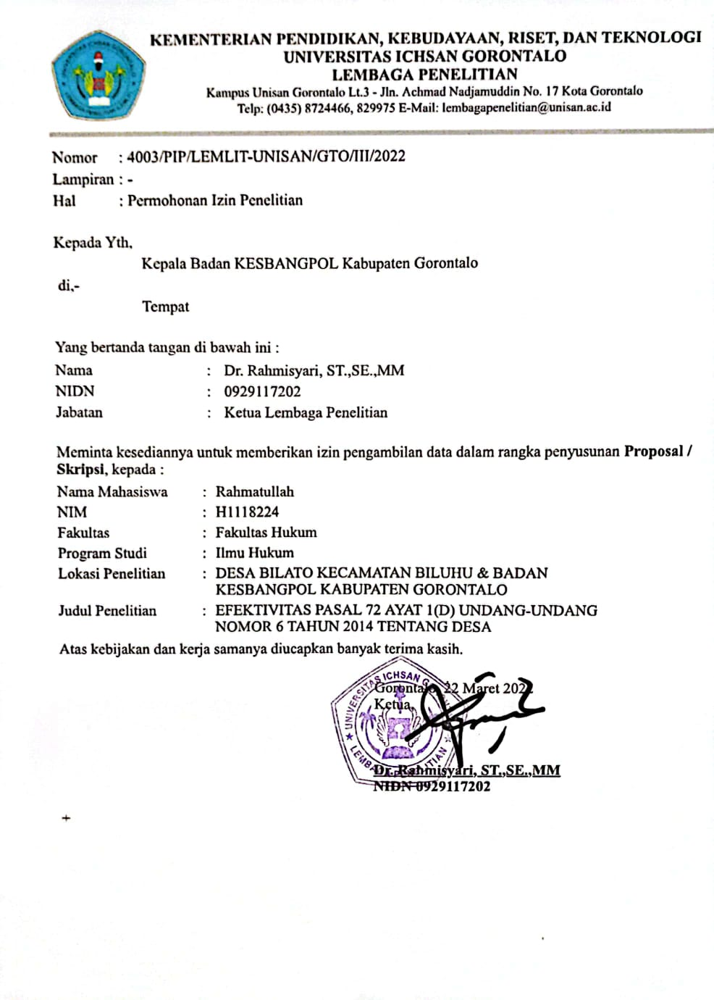 KEMENTERIAN PENDIDIKAN, KEBUDAYAAN, RISET, DAN TEKNOLOGI
UNIVERSITAS ICHSAN GORONTALO
LEMBAGA PENELITIAN
Kampus Unisan Gorontalo Lt.3 - Jln. Achmad Nadjamuddin No. 17 Kota Gorontalo
Telp: (0435) 8724466, 829975 E-Mail: lembagapenelitian@unisan.ac.id
Nomor : 4003/PIP/LEMLIT-UNISAN/GTO/III/2022
Lampiran : -
Hal : Permohonan Izin Penelitian
Kepada Yth,
Kepala Badan KESBANGPOL Kabupaten Gorontalo
di,-
Tempat
Yang bertanda tangan di bawah ini :
Nama : Dr. Rahmisyari, ST.,SE.,MM
NIDN : 0929117202
Jabatan : Ketua Lembaga Penelitian
Meminta kesediannya untuk memberikan izin pengambilan data dalam rangka penyusunan Proposal /
Skripsi, kepada :
Nama Mahasiswa : Rahmatullah
NIM : H1118224
Fakultas : Fakultas Hukum
Program Studi : Ilmu Hukum
Lokasi Penelitian : DESA BILATO KECAMATAN BILUHU & BADAN
KESBANGPOL KABUPATEN GORONTALO
Judul Penelitian : EFEKTIVITAS PASAL 72 AYAT 1(D) UNDANG-UNDANG
NOMOR 6 TAHUN 2014 TENTANG DESA
Atas kebijakan dan kerja samanya diucapkan banyak terima kasih.
UNIVERSITAS ICHSAN
Gorontalo, 22 Maret 2022
Ketua,
LEMBAGA PENELITIAN
Dr. Rahmisyari, ST.,SE.,MM
NIDN 0929117202
+